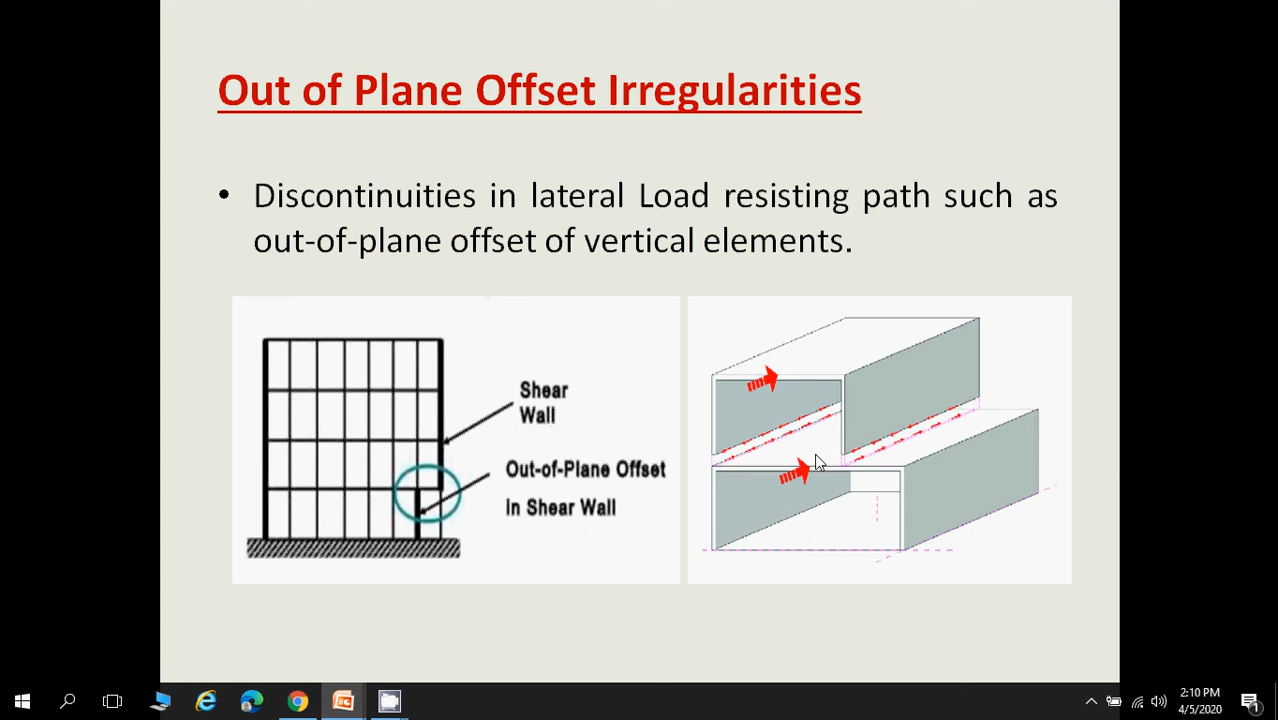 Out of Plane Offset Irregularities
• Discontinuities in lateral Load resisting path such as
out-of-plane offset of vertical elements.
Shear
Wall
Out-of-Plane Offset
in Shear Wall
2:10 PM
4/5/2020
1